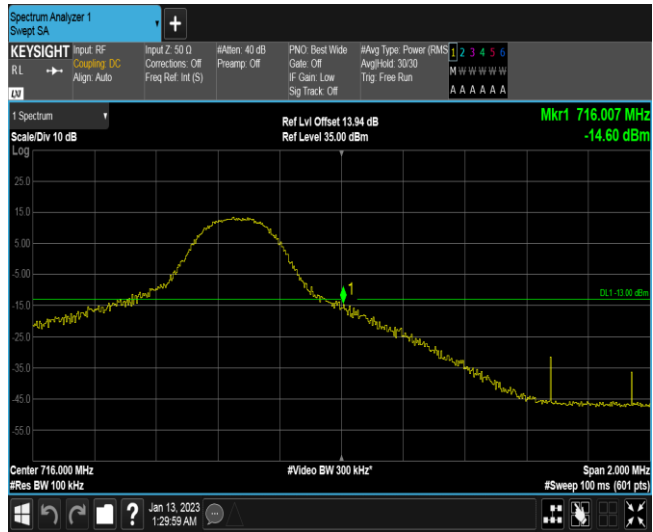 Spectrum Analyzer 1
Swept SA
+
KEYSIGHT Input: RF Input Z: 50 Ω #Atten: 40 dB PNO: Best Wide #Avg Type: Power (RMS 1 2 3 4 5 6
RL Coupling: DC Corrections: Off Preamp: Off Gate: Off Avg|Hold: 30/30 M W W W W W
Align: Auto Freq Ref: Int (S) IF Gain: Low Trig: Free Run
LXI Sig Track: Off A A A A A A
1 Spectrum Ref Lvl Offset 13.94 dB Mkr1 716.007 MHz
Scale/Div 10 dB Ref Level 35.00 dBm -14.60 dBm
Log
25.0
15.0
5.00
-5.00
1
DL1 -13.00 dBm
-15.0
-25.0
-35.0
-45.0
-55.0
Center 716.000 MHz #Video BW 300 kHz* Span 2.000 MHz
#Res BW 100 kHz #Sweep 100 ms (601 pts)
? Jan 13, 2023
1:29:59 AM